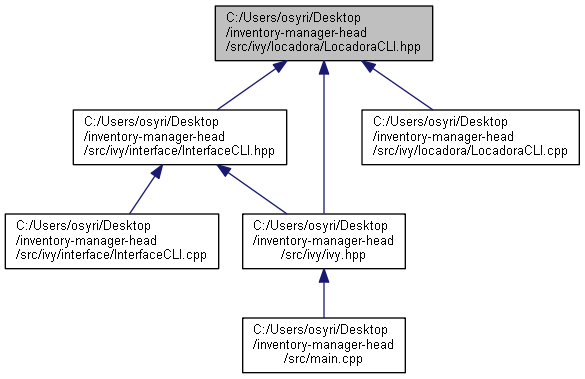 C:/Users/osyri/Desktop
/inventory-manager-head
/src/ivy/locadora/LocadoraCLI.hpp
C:/Users/osyri/Desktop
/inventory-manager-head
/src/ivy/interface/InterfaceCLI.hpp
C:/Users/osyri/Desktop
/inventory-manager-head
/src/ivy/locadora/LocadoraCLI.cpp
C:/Users/osyri/Desktop
/inventory-manager-head
/src/ivy/interface/InterfaceCLI.cpp
C:/Users/osyri/Desktop
/inventory-manager-head
/src/ivy/ivy.hpp
C:/Users/osyri/Desktop
/inventory-manager-head
/src/main.cpp